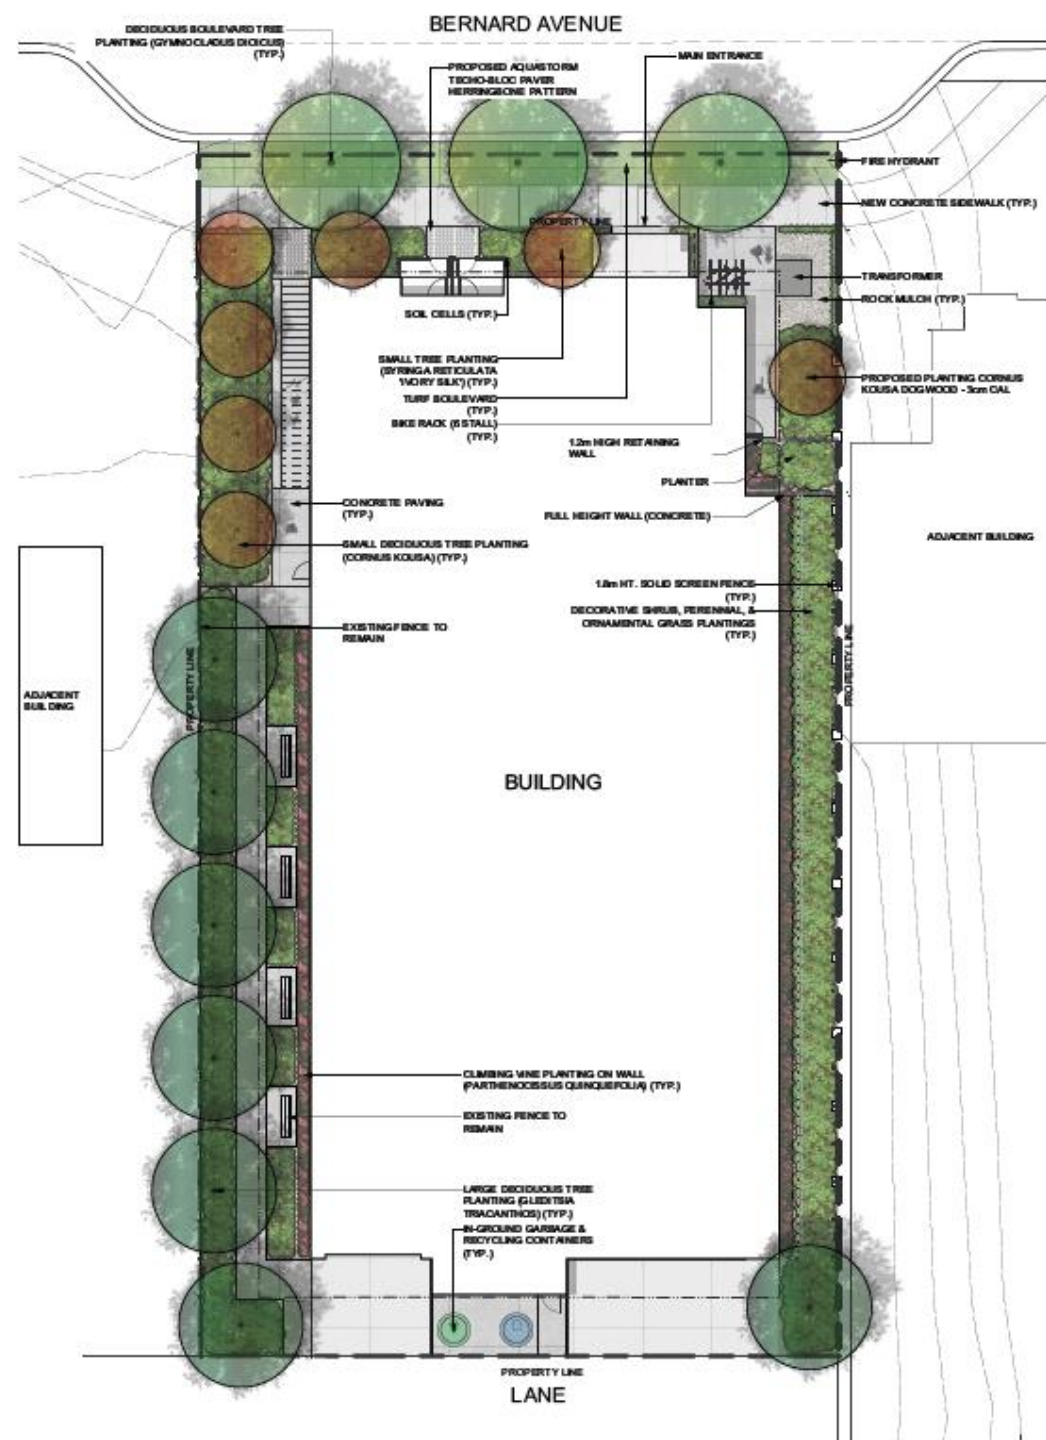 BERNARD AVENUE
DECIDUOUS BOULEVARD TREE
PLANTING (GYMNOCLADUS DIOICUS)
(TYP.)
PROPOSED AQUASTORM
TECHO-BLOC PAVER
HERRINGBONE PATTERN
MAIN ENTRANCE
FIRE HYDRANT
NEW CONCRETE SIDEWALK (TYP.)
PROPERTY LINE
TRANSFORMER
ROCK MULCH (TYP.)
SOIL CELLS (TYP.)
SMALL TREE PLANTING
(SYRINGA RETICULATA
'IVORY SILK') (TYP.)
PROPOSED PLANTING CORNUS
KOUSA DOGWOOD - 3cm CAL
TURF BOULEVARD
(TYP.)
BIKE RACK (6 STALL)
(TYP.)
1.2m HIGH RETAINING
WALL
PLANTER
CONCRETE PAVING
(TYP.)
FULL HEIGHT WALL (CONCRETE)
SMALL DECIDUOUS TREE PLANTING
(CORNUS KOUSA) (TYP.)
ADJACENT BUILDING
1.8m HT. SOLID SCREEN FENCE
(TYP.)
DECORATIVE SHRUB, PERENNIAL, &
ORNAMENTAL GRASS PLANTINGS
(TYP.)
EXISTING FENCE TO
REMAIN
PROPERTY LINE
PROPERTY LINE
ADJACENT
BUILDING
BUILDING
CLIMBING VINE PLANTING ON WALL
(PARTHENOCISSUS QUINQUEFOLIA) (TYP.)
EXISTING FENCE TO
REMAIN
LARGE DECIDUOUS TREE
PLANTING (GLEDITSIA
TRIACANTHOS) (TYP.)
IN-GROUND GARBAGE &
RECYCLING CONTAINERS
(TYP.)
PROPERTY LINE
LANE